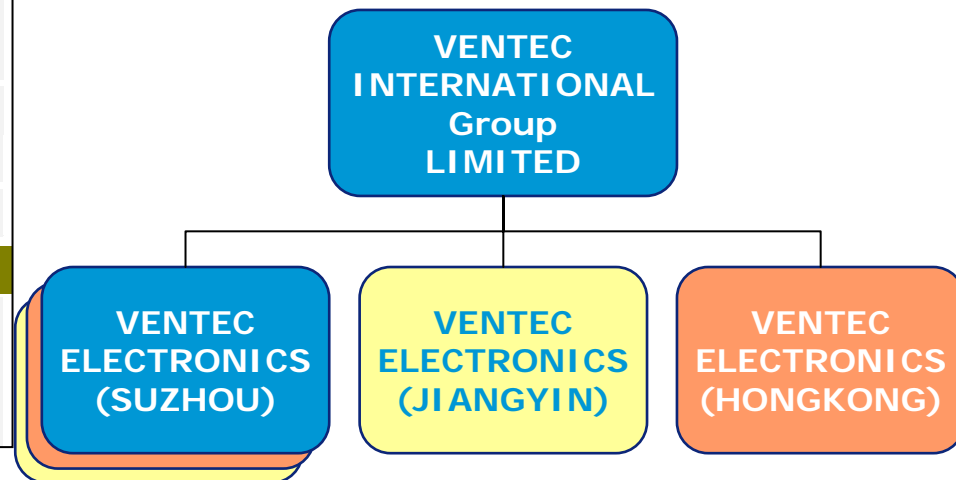 VENTEC
INTERNATIONAL
Group
LIMITED
VENTEC
ELECTRONICS
(SUZHOU)
VENTEC
ELECTRONICS
(JIANGYIN)
VENTEC
ELECTRONICS
(HONGKONG)